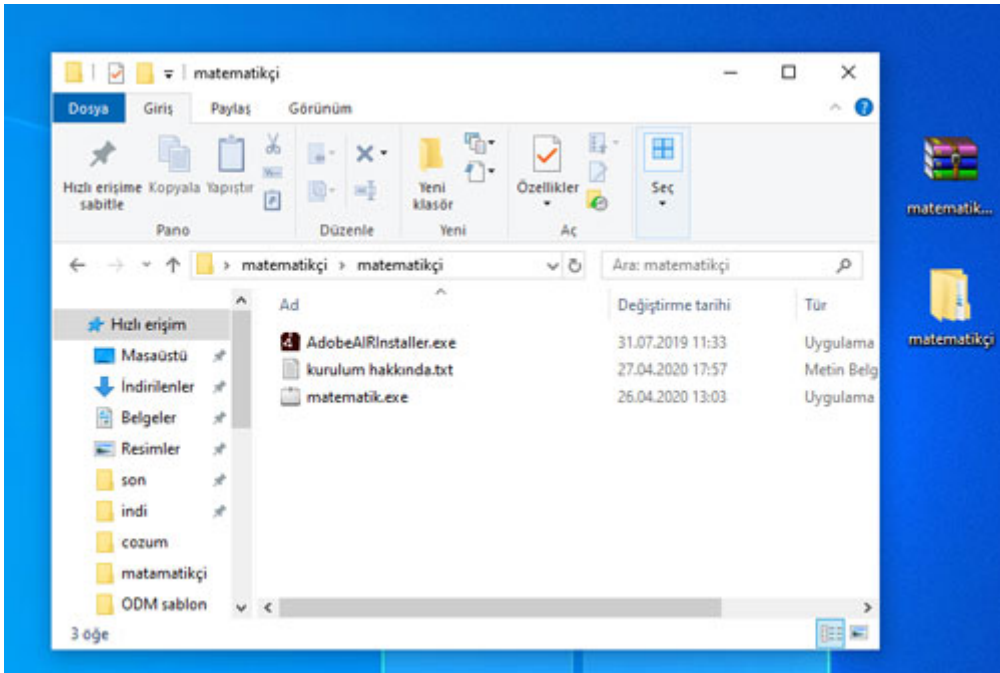 matematikçi
Dosya Giriş Paylaş Görünüm
Hızlı erişime sabitle
Kopyala
Yapıştır
Yeni klasör
Özellikler
Seç
Pano
Düzenle
Yeni
Aç
matematikçi > matematikçi
Ara: matematikçi
Ad Değiştirme tarihi Tür
AdobeAIRInstaller.exe 31.07.2019 11:33 Uygulama
kurulum hakkında.txt 27.04.2020 17:57 Metin Belg
matematik.exe 26.04.2020 13:03 Uygulama
Hızlı erişim
Masaüstü
İndirilenler
Belgeler
Resimler
son
indi
cozum
matamatikçi
ODM sablon
3 öğe
matematik...
matematikçi